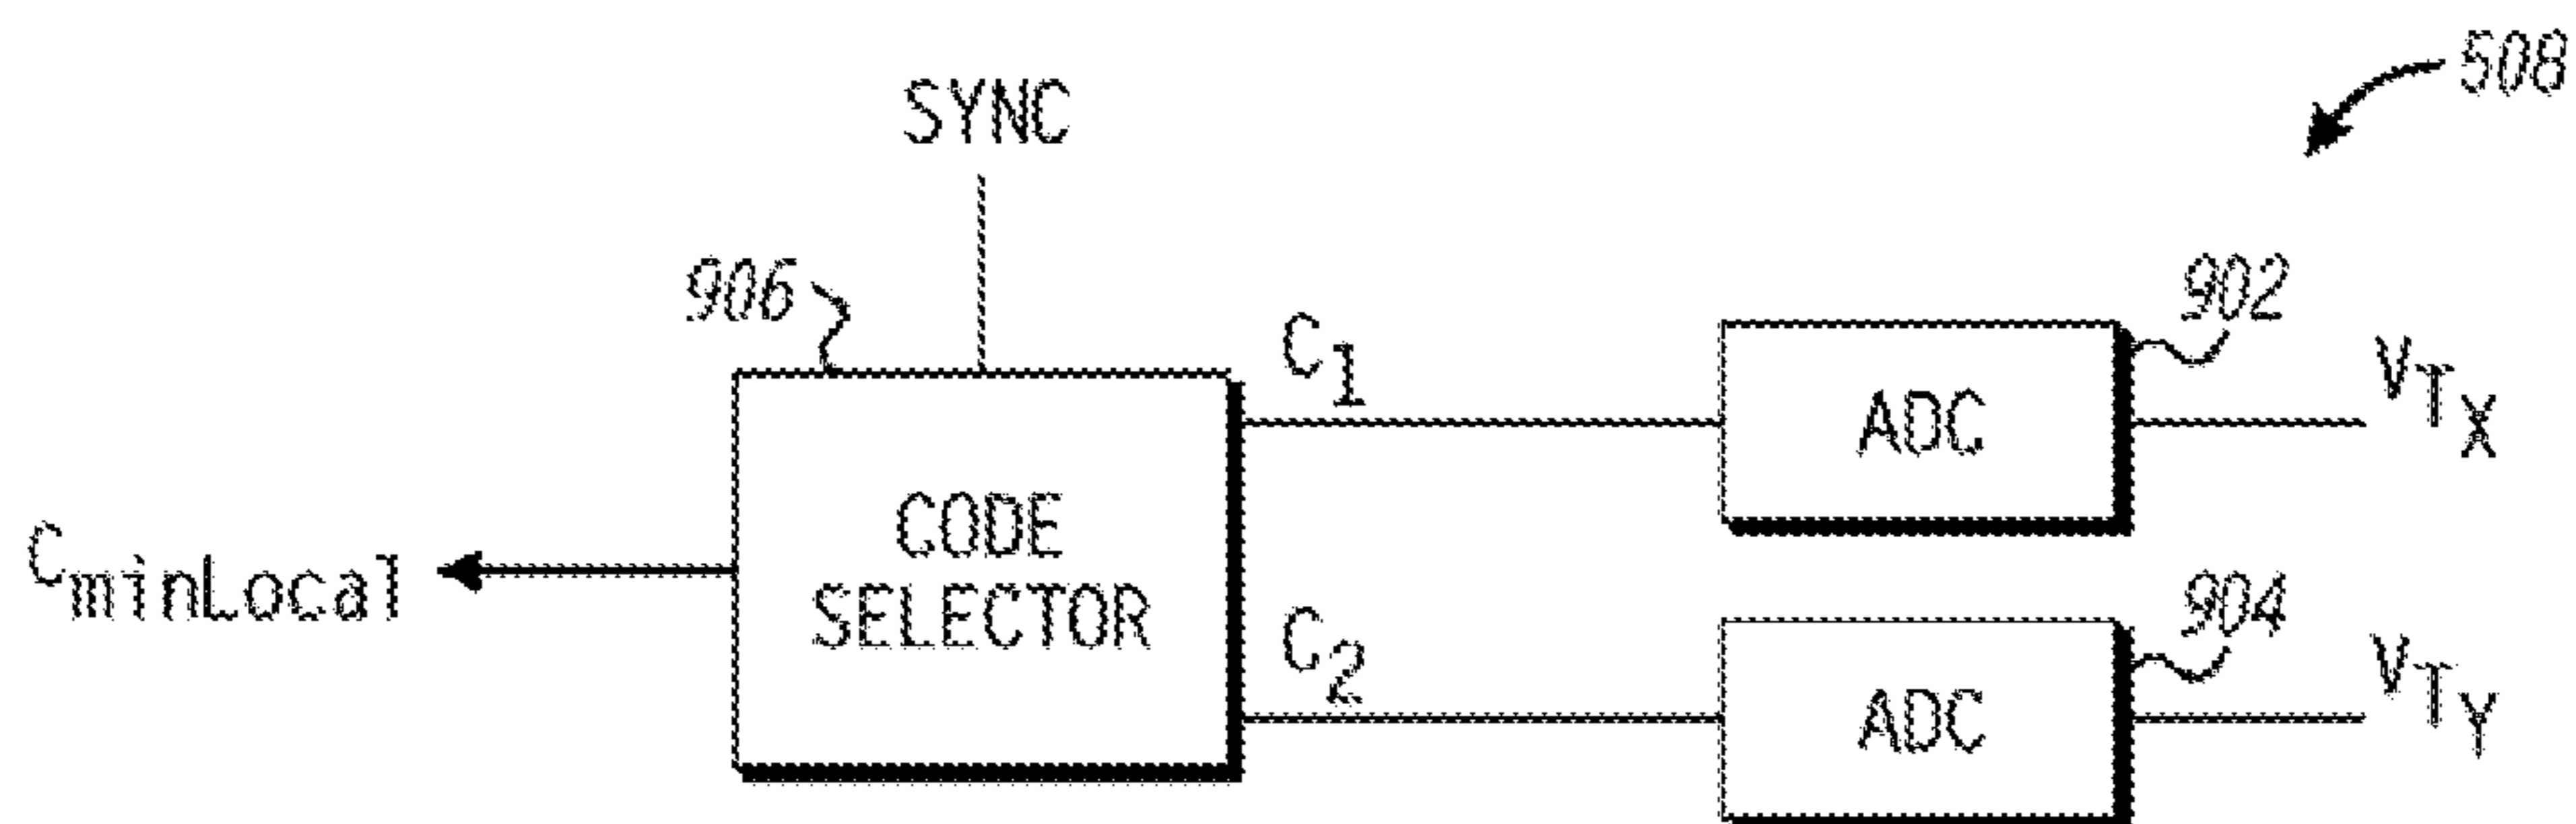 508
SYNC
906
902
C1
ADC
VTX
CODE
SELECTOR
CminLocal
904
C2
ADC
VTY